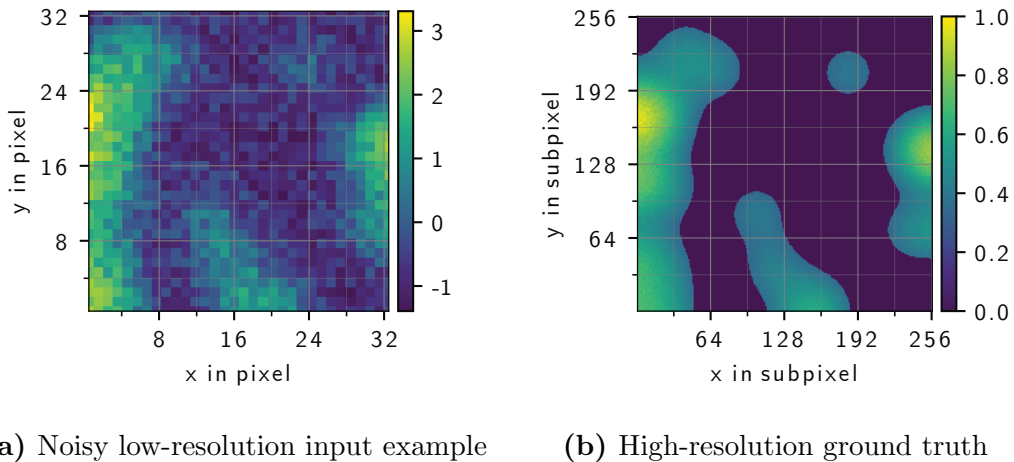 32
24
16
8
y in pixel
8 16 24 32
x in pixel
3
2
1
0
-1
256
192
128
64
y in subpixel
64 128 192 256
x in subpixel
1.0
0.8
0.6
0.4
0.2
0.0
a) Noisy low-resolution input example
(b) High-resolution ground truth